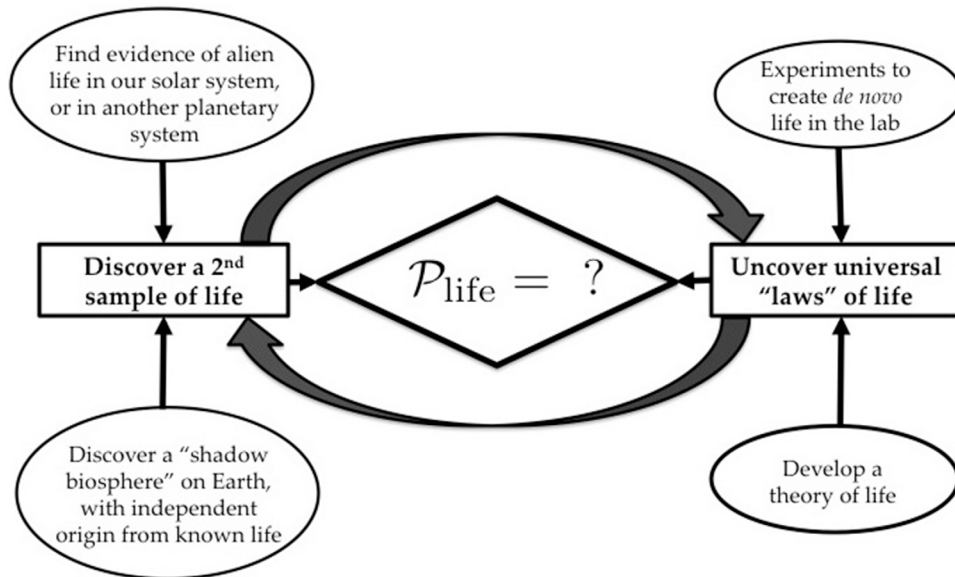 Find evidence of alien
life in our solar system,
or in another planetary
system
Experiments to
create de novo
life in the lab
Discover a 2nd
sample of life
𝒫life = ?
Uncover universal
“laws” of life
Discover a “shadow
biosphere” on Earth,
with independent
origin from known life
Develop a
theory of life